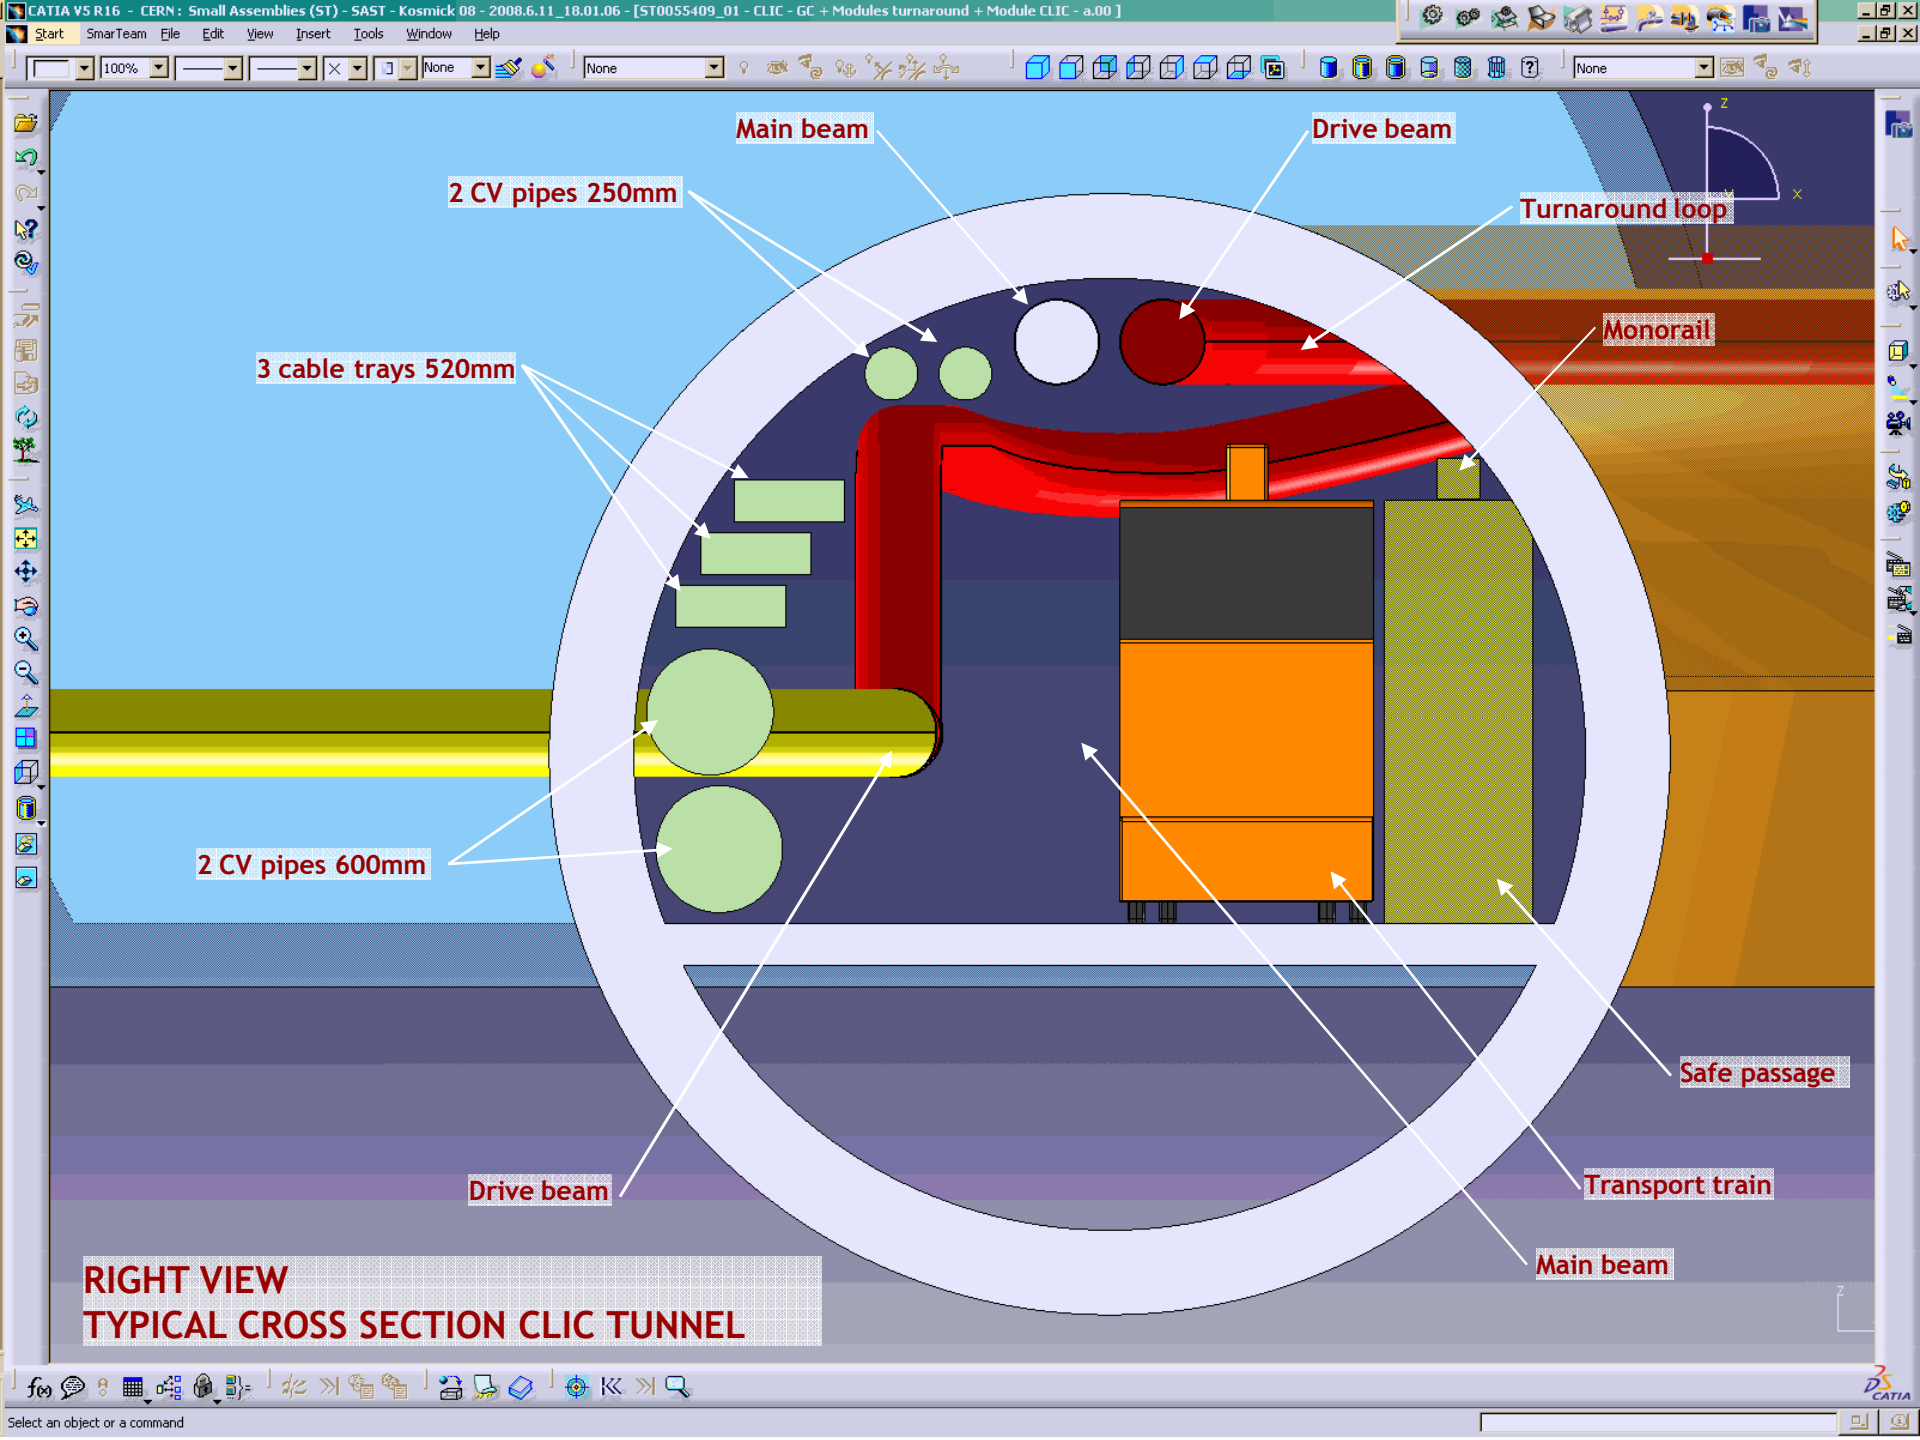 CATIA V5 R16 - CERN : Small Assemblies (ST) - SAST - Kosmick 08 - 2008.6.11_18.01.06 - [ST0055409_01 - CLIC - GC + Modules turnaround + Module CLIC - a.00 ]
Start SmarTeam File Edit View Insert Tools Window Help
100% None None None
Main beam
Drive beam
z
x
2 CV pipes 250mm
Turnaround loop
Monorail
3 cable trays 520mm
2 CV pipes 600mm
Safe passage
Drive beam
Transport train
Main beam
RIGHT VIEW
TYPICAL CROSS SECTION CLIC TUNNEL
z
f(x)
CATIA
Select an object or a command